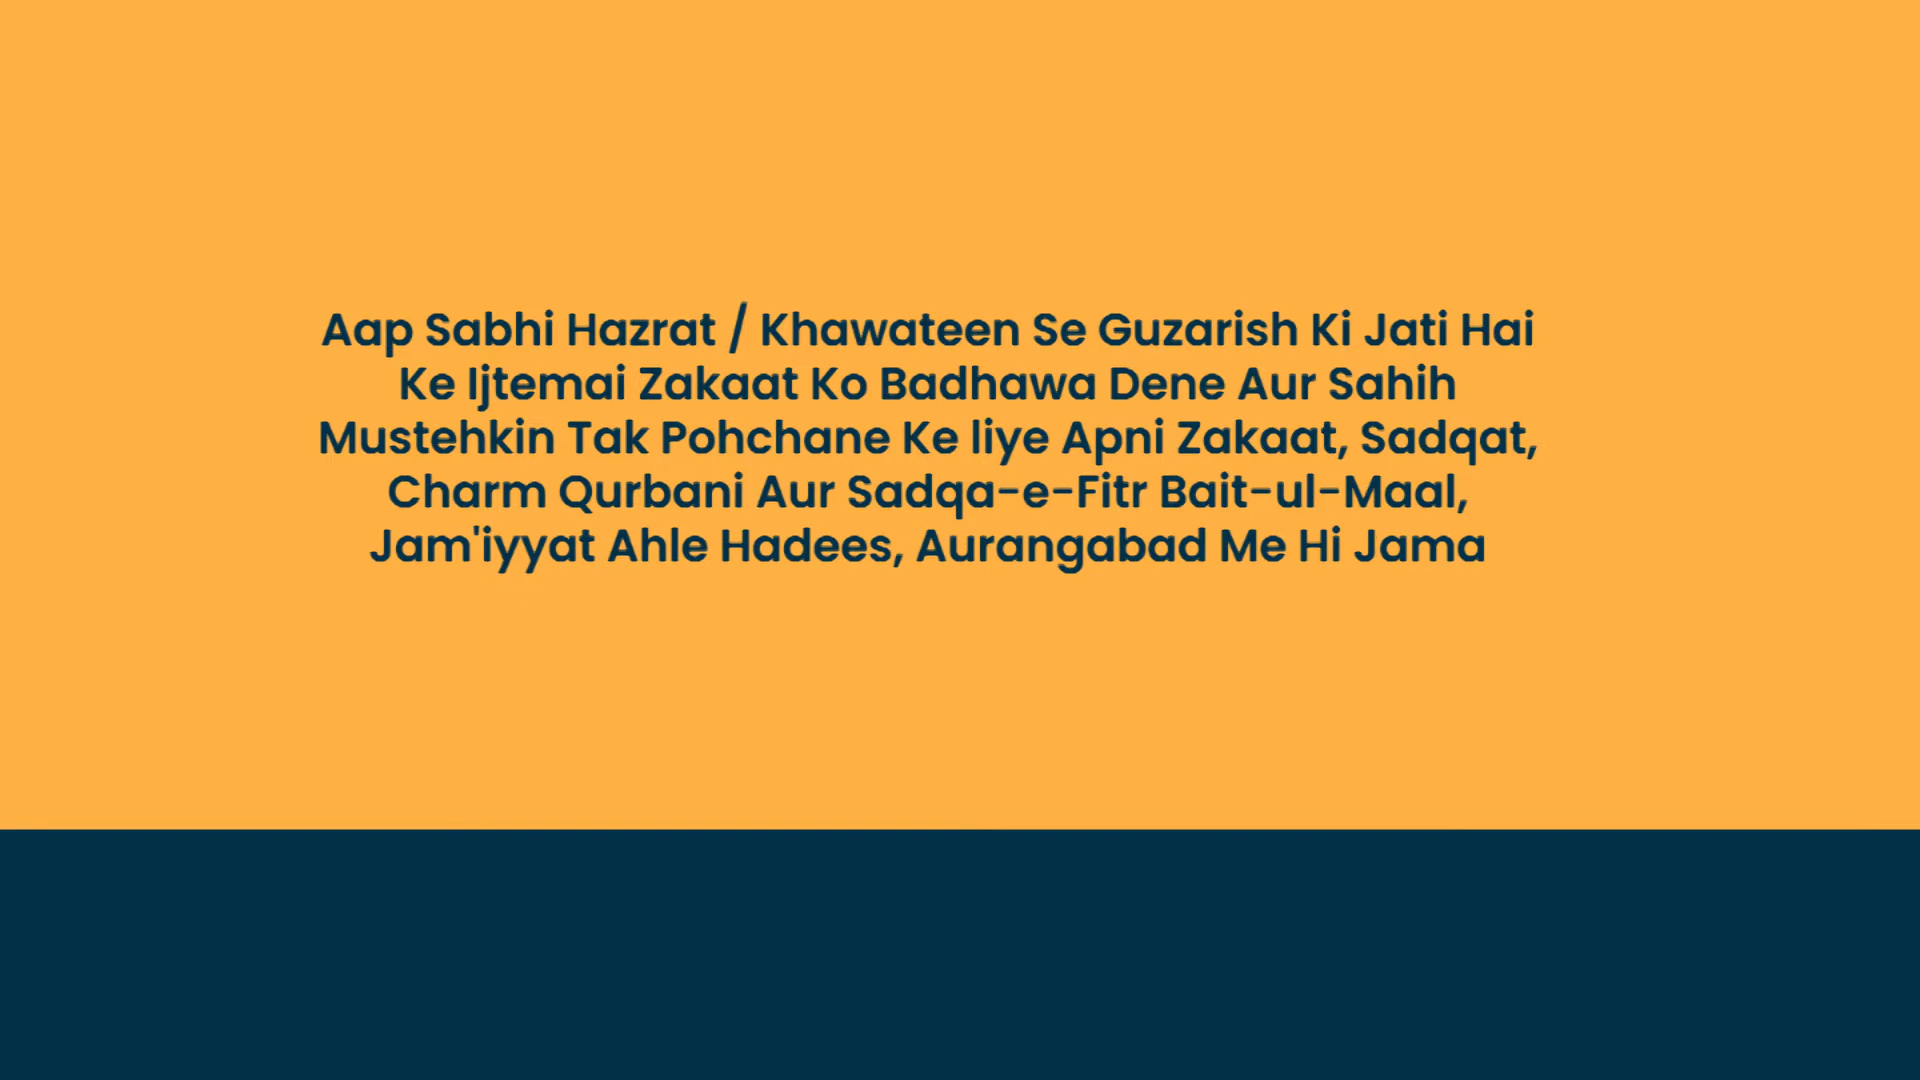 Aap Sabhi Hazrat / Khawateen Se Guzarish Ki Jati Hai
Ke Ijtemai Zakaat Ko Badhawa Dene Aur Sahih
Mustehkin Tak Pohchane Ke liye Apni Zakaat, Sadqat,
Charm Qurbani Aur Sadqa-e-Fitr Bait-ul-Maal,
Jam'iyyat Ahle Hadees, Aurangabad Me Hi Jama